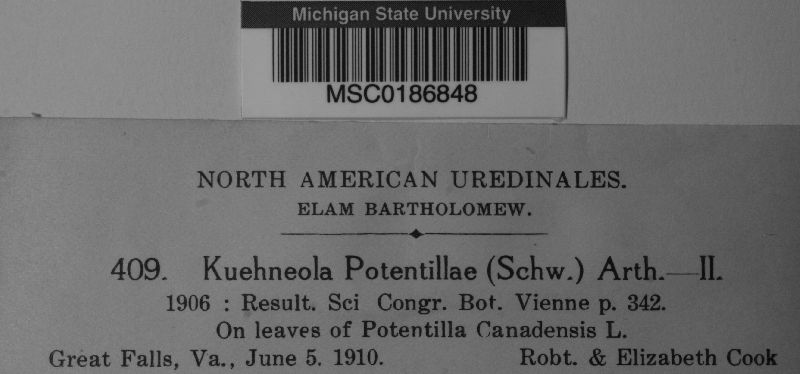 Michigan State University
MSC0186848
NORTH AMERICAN UREDINALES.
ELAM BARTHOLOMEW.
409. Kuehneola Potentillae (Schw.) Arth.—II.
1906 : Result. Sci Congr. Bot. Vienne p. 342.
On leaves of Potentilla Canadensis L.
Great Falls, Va., June 5. 1910. Robt. & Elizabeth Cook